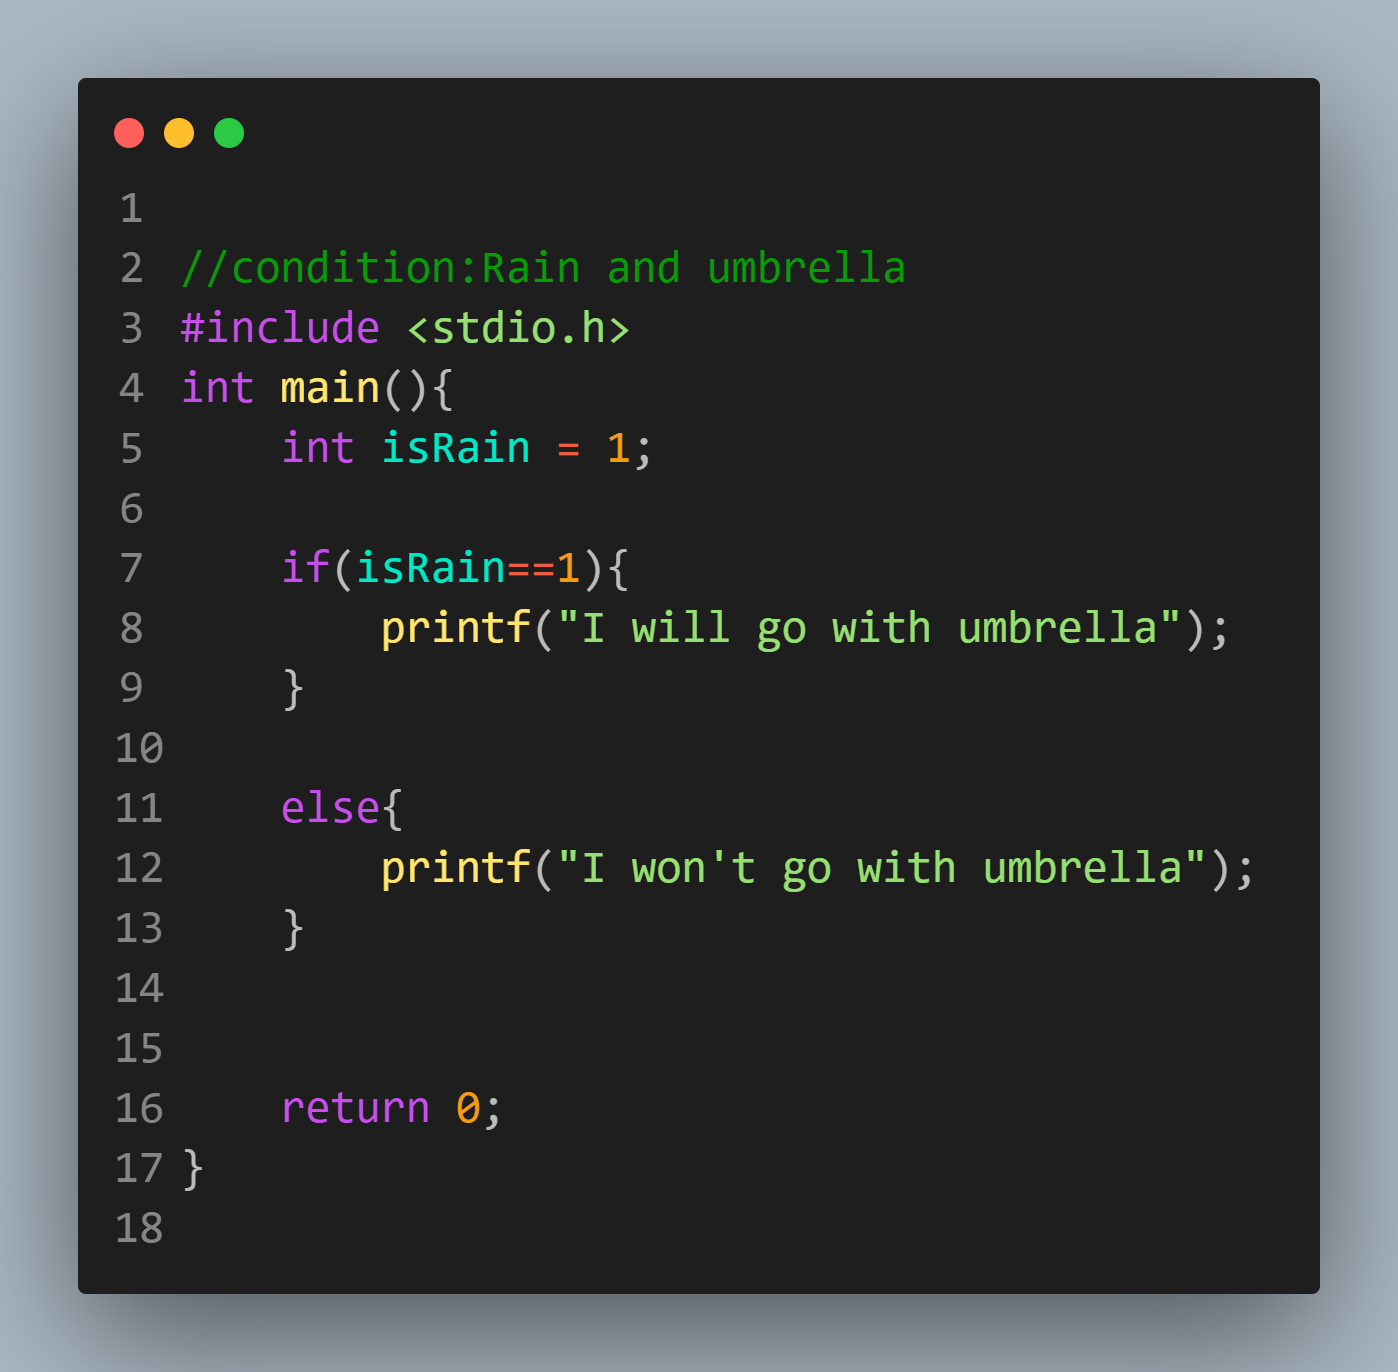 1
2 //condition:Rain and umbrella
3 #include <stdio.h>
4 int main(){
5     int isRain = 1;
6
7     if(isRain==1){
8         printf("I will go with umbrella");
9     }
10
11     else{
12         printf("I won't go with umbrella");
13     }
14
15
16     return 0;
17 }
18